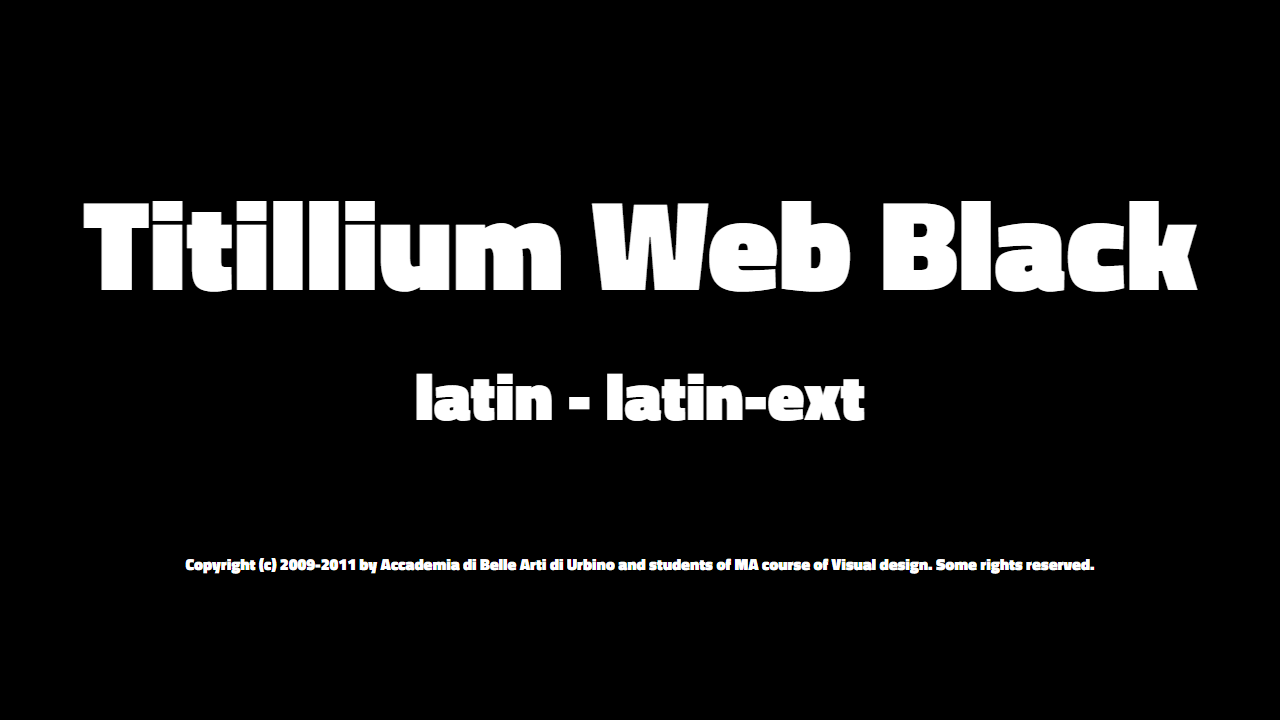 Titillium Web Black
latin - latin-ext
Copyright (c) 2009-2011 by Accademia di Belle Arti di Urbino and students of MA course of Visual design. Some rights reserved.